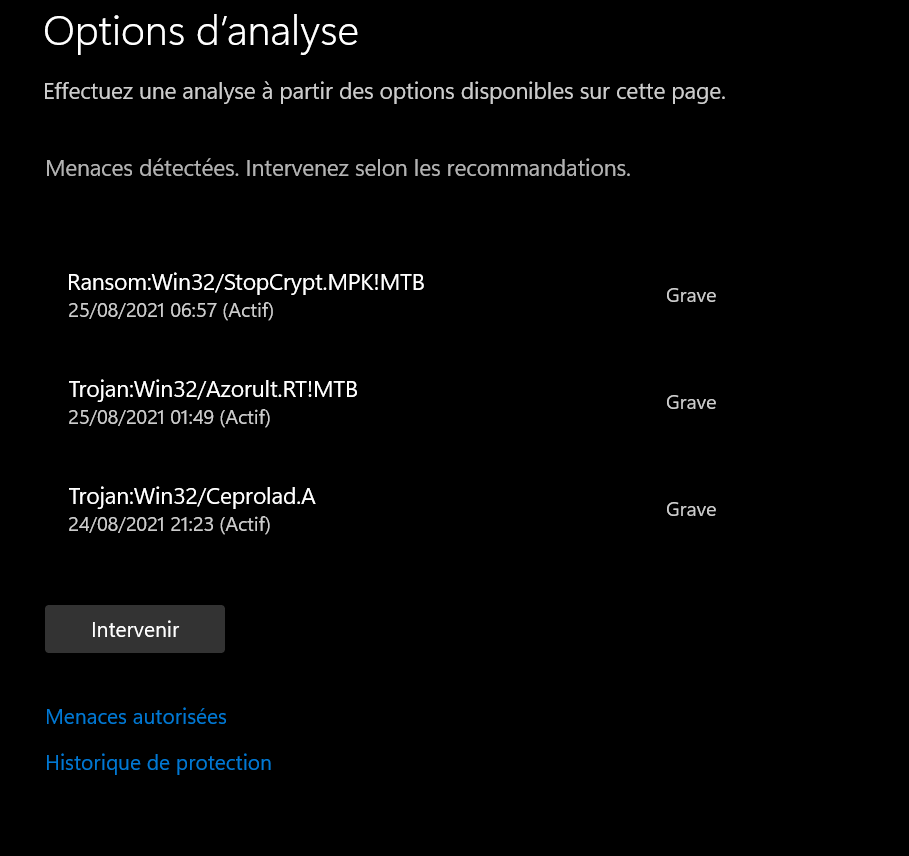 Options d’analyse
Effectuez une analyse à partir des options disponibles sur cette page.
Menaces détectées. Intervenez selon les recommandations.
Ransom:Win32/StopCrypt.MPK!MTB
25/08/2021 06:57 (Actif)
Grave
Trojan:Win32/Azorult.RT!MTB
25/08/2021 01:49 (Actif)
Grave
Trojan:Win32/Ceprolad.A
24/08/2021 21:23 (Actif)
Grave
Intervenir
Menaces autorisées
Historique de protection